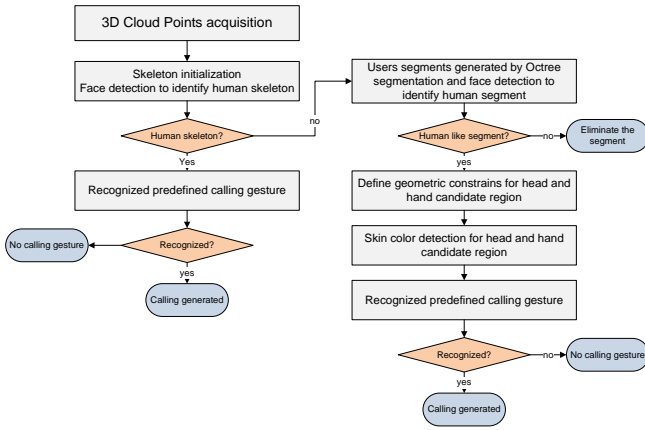 3D Cloud Points acquisition
Skeleton initialization
Face detection to identify human skeleton
Human skeleton?
no
Yes
Recognized predefined calling gesture
No calling gesture
Recognized?
yes
Calling generated
Users segments generated by Octree
segmentation and face detection to
identify human segment
Human like segment?
no
Eliminate the
segment
yes
Define geometric constrains for head and
hand candidate region
Skin color detection for head and hand
candidate region
Recognized predefined calling gesture
Recognized?
no
No calling gesture
yes
Calling generated